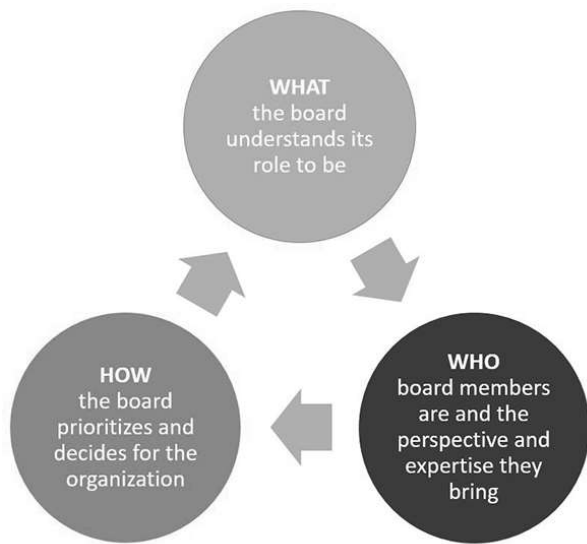 WHAT
the board
understands its
role to be
WHO
board members
are and the
perspective and
expertise they
bring
HOW
the board
prioritizes and
decides for the
organization